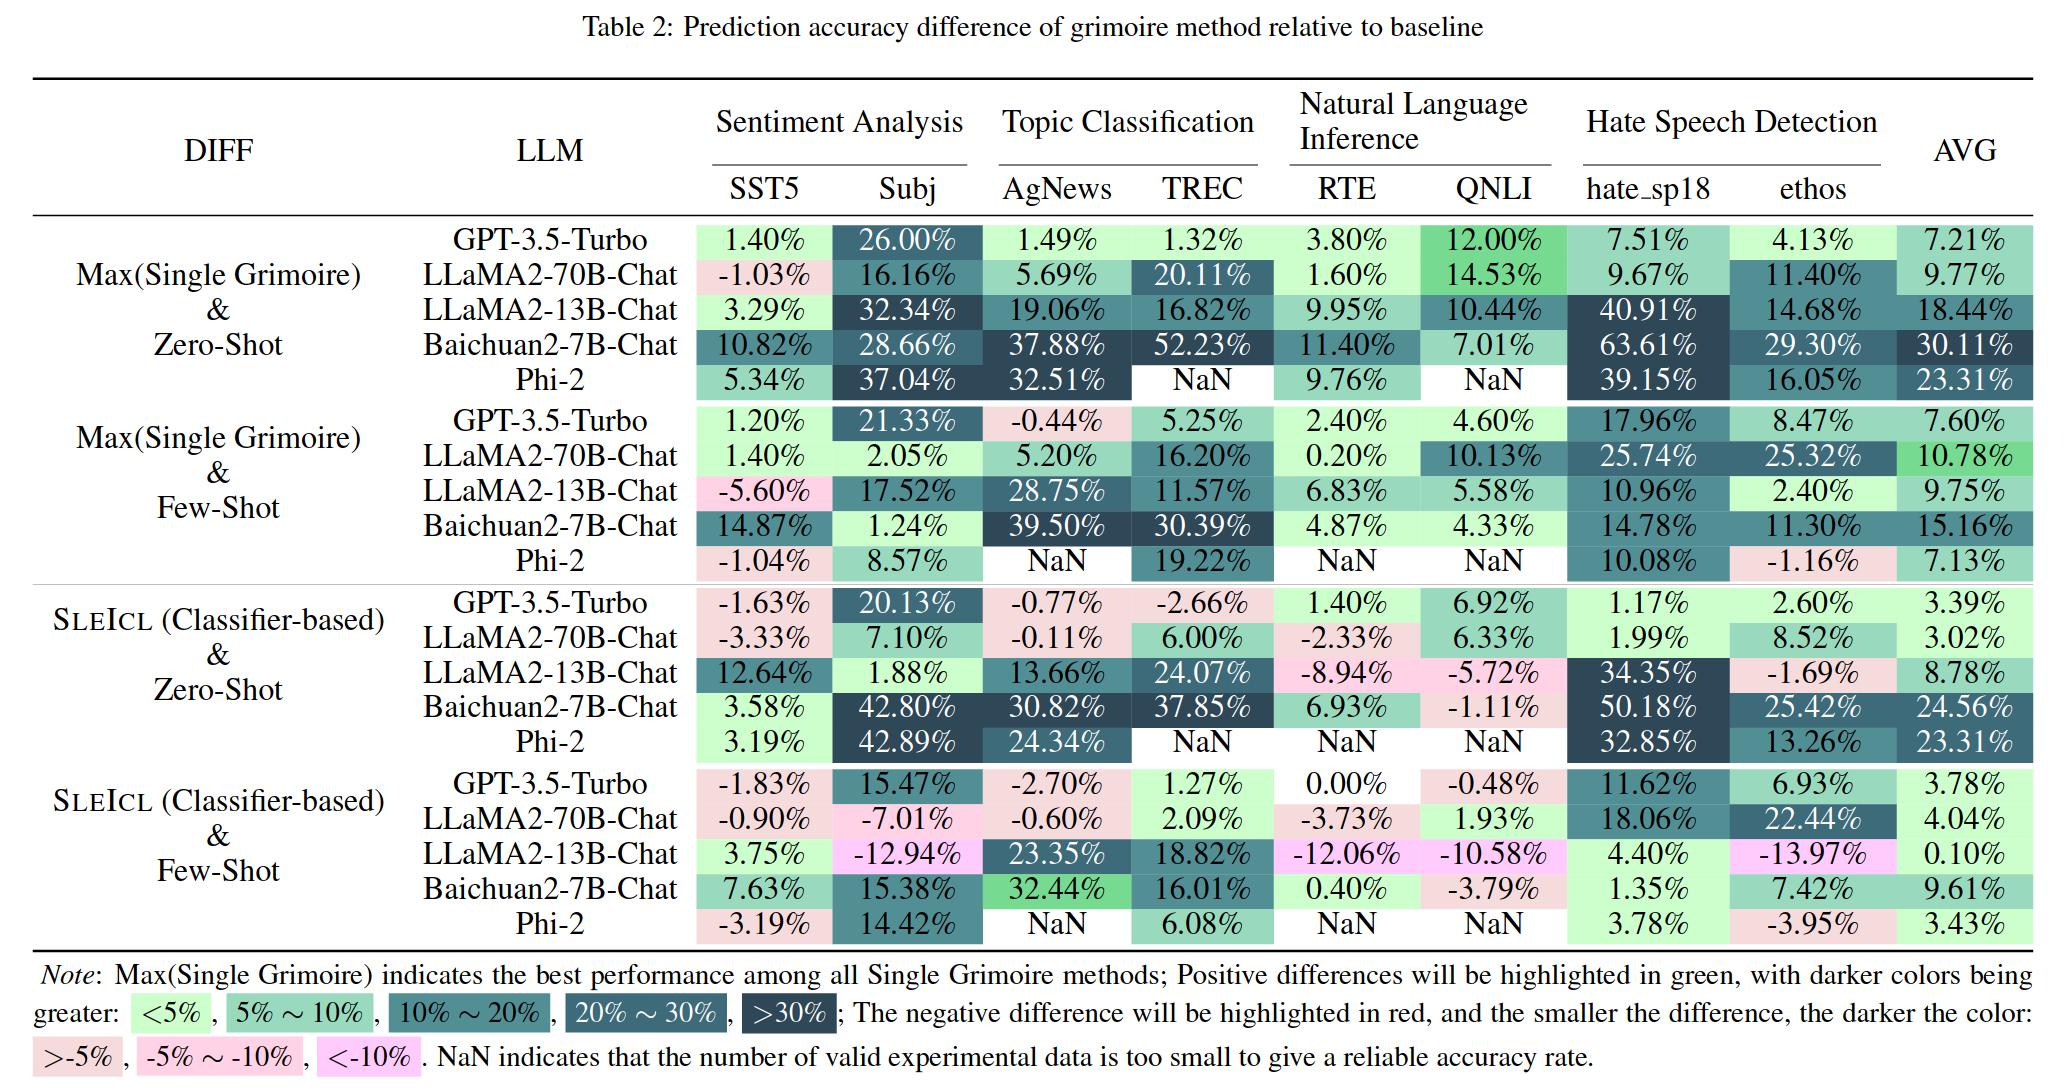 Table 2: Prediction accuracy difference of grimoire method relative to baseline
DIFF LLM Sentiment Analysis Topic Classification Natural Language Inference Hate Speech Detection AVG
SST5 Subj AgNews TREC RTE QNLI hate_sp18 ethos
Max(Single Grimoire) & Zero-Shot
GPT-3.5-Turbo 1.40% 26.00% 1.49% 1.32% 3.80% 12.00% 7.51% 4.13% 7.21%
LLaMA2-70B-Chat -1.03% 16.16% 5.69% 20.11% 1.60% 14.53% 9.67% 11.40% 9.77%
LLaMA2-13B-Chat 3.29% 32.34% 19.06% 16.82% 9.95% 10.44% 40.91% 14.68% 18.44%
Baichuan2-7B-Chat 10.82% 28.66% 37.88% 52.23% 11.40% 7.01% 63.61% 29.30% 30.11%
Phi-2 5.34% 37.04% 32.51% NaN 9.76% NaN 39.15% 16.05% 23.31%
Max(Single Grimoire) & Few-Shot
GPT-3.5-Turbo 1.20% 21.33% -0.44% 5.25% 2.40% 4.60% 17.96% 8.47% 7.60%
LLaMA2-70B-Chat 1.40% 2.05% 5.20% 16.20% 0.20% 10.13% 25.74% 25.32% 10.78%
LLaMA2-13B-Chat -5.60% 17.52% 28.75% 11.57% 6.83% 5.58% 10.96% 2.40% 9.75%
Baichuan2-7B-Chat 14.87% 1.24% 39.50% 30.39% 4.87% 4.33% 14.78% 11.30% 15.16%
Phi-2 -1.04% 8.57% NaN 19.22% NaN NaN 10.08% -1.16% 7.13%
SLEICL (Classifier-based) & Zero-Shot
GPT-3.5-Turbo -1.63% 20.13% -0.77% -2.66% 1.40% 6.92% 1.17% 2.60% 3.39%
LLaMA2-70B-Chat -3.33% 7.10% -0.11% 6.00% -2.33% 6.33% 1.99% 8.52% 3.02%
LLaMA2-13B-Chat 12.64% 1.88% 13.66% 24.07% -8.94% -5.72% 34.35% -1.69% 8.78%
Baichuan2-7B-Chat 3.58% 42.80% 30.82% 37.85% 6.93% -1.11% 50.18% 25.42% 24.56%
Phi-2 3.19% 42.89% 24.34% NaN NaN NaN 32.85% 13.26% 23.31%
SLEICL (Classifier-based) & Few-Shot
GPT-3.5-Turbo -1.83% 15.47% -2.70% 1.27% 0.00% -0.48% 11.62% 6.93% 3.78%
LLaMA2-70B-Chat -0.90% -7.01% -0.60% 2.09% -3.73% 1.93% 18.06% 22.44% 4.04%
LLaMA2-13B-Chat 3.75% -12.94% 23.35% 18.82% -12.06% -10.58% 4.40% -13.97% 0.10%
Baichuan2-7B-Chat 7.63% 15.38% 32.44% 16.01% 0.40% -3.79% 1.35% 7.42% 9.61%
Phi-2 -3.19% 14.42% NaN 6.08% NaN NaN 3.78% -3.95% 3.43%
Note: Max(Single Grimoire) indicates the best performance among all Single Grimoire methods; Positive differences will be highlighted in green, with darker colors being
greater: <5% , 5% ∼ 10% , 10% ∼ 20% , 20% ∼ 30% , >30% ; The negative difference will be highlighted in red, and the smaller the difference, the darker the color:
>-5% , -5% ∼ -10% , <-10% . NaN indicates that the number of valid experimental data is too small to give a reliable accuracy rate.